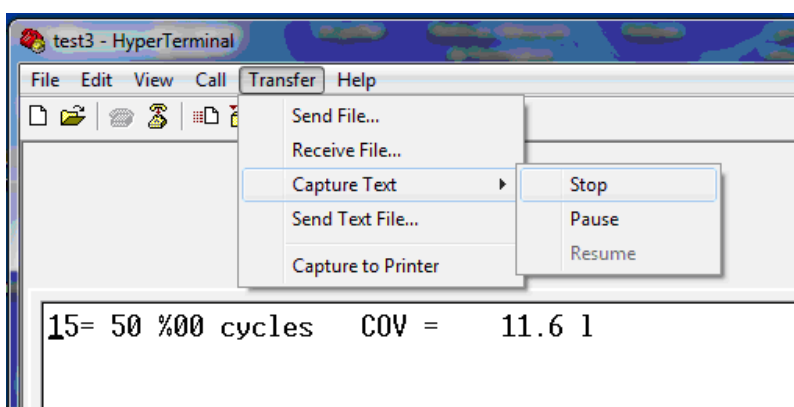 test3 - HyperTerminal
File Edit View Call Transfer Help
Send File...
Receive File...
Capture Text
Stop
Send Text File...
Pause
Capture to Printer
Resume
15= 50 %00 cycles COV = 11.6 l